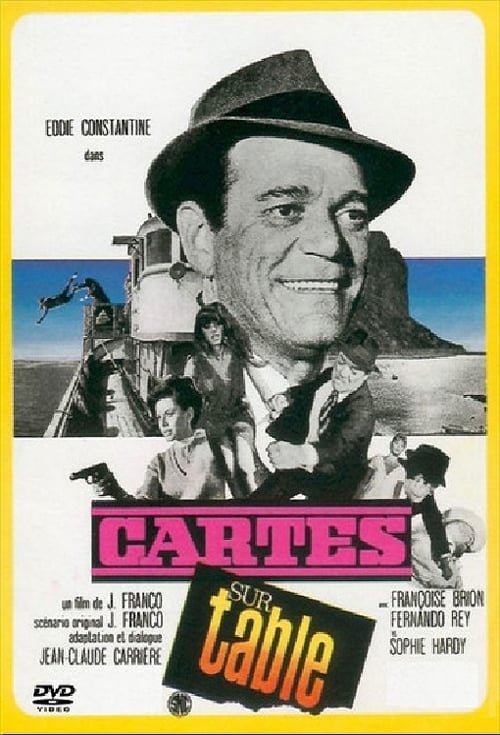 EDDIE CONSTANTINE
dans
CARTES
SUR
table
un film de J. FRANCO
scénario original J. FRANCO
adaptation et dialogue
JEAN-CLAUDE CARRIÈRE
avec FRANÇOISE BRION
FERNANDO REY
et
SOPHIE HARDY
DVD
VIDEO